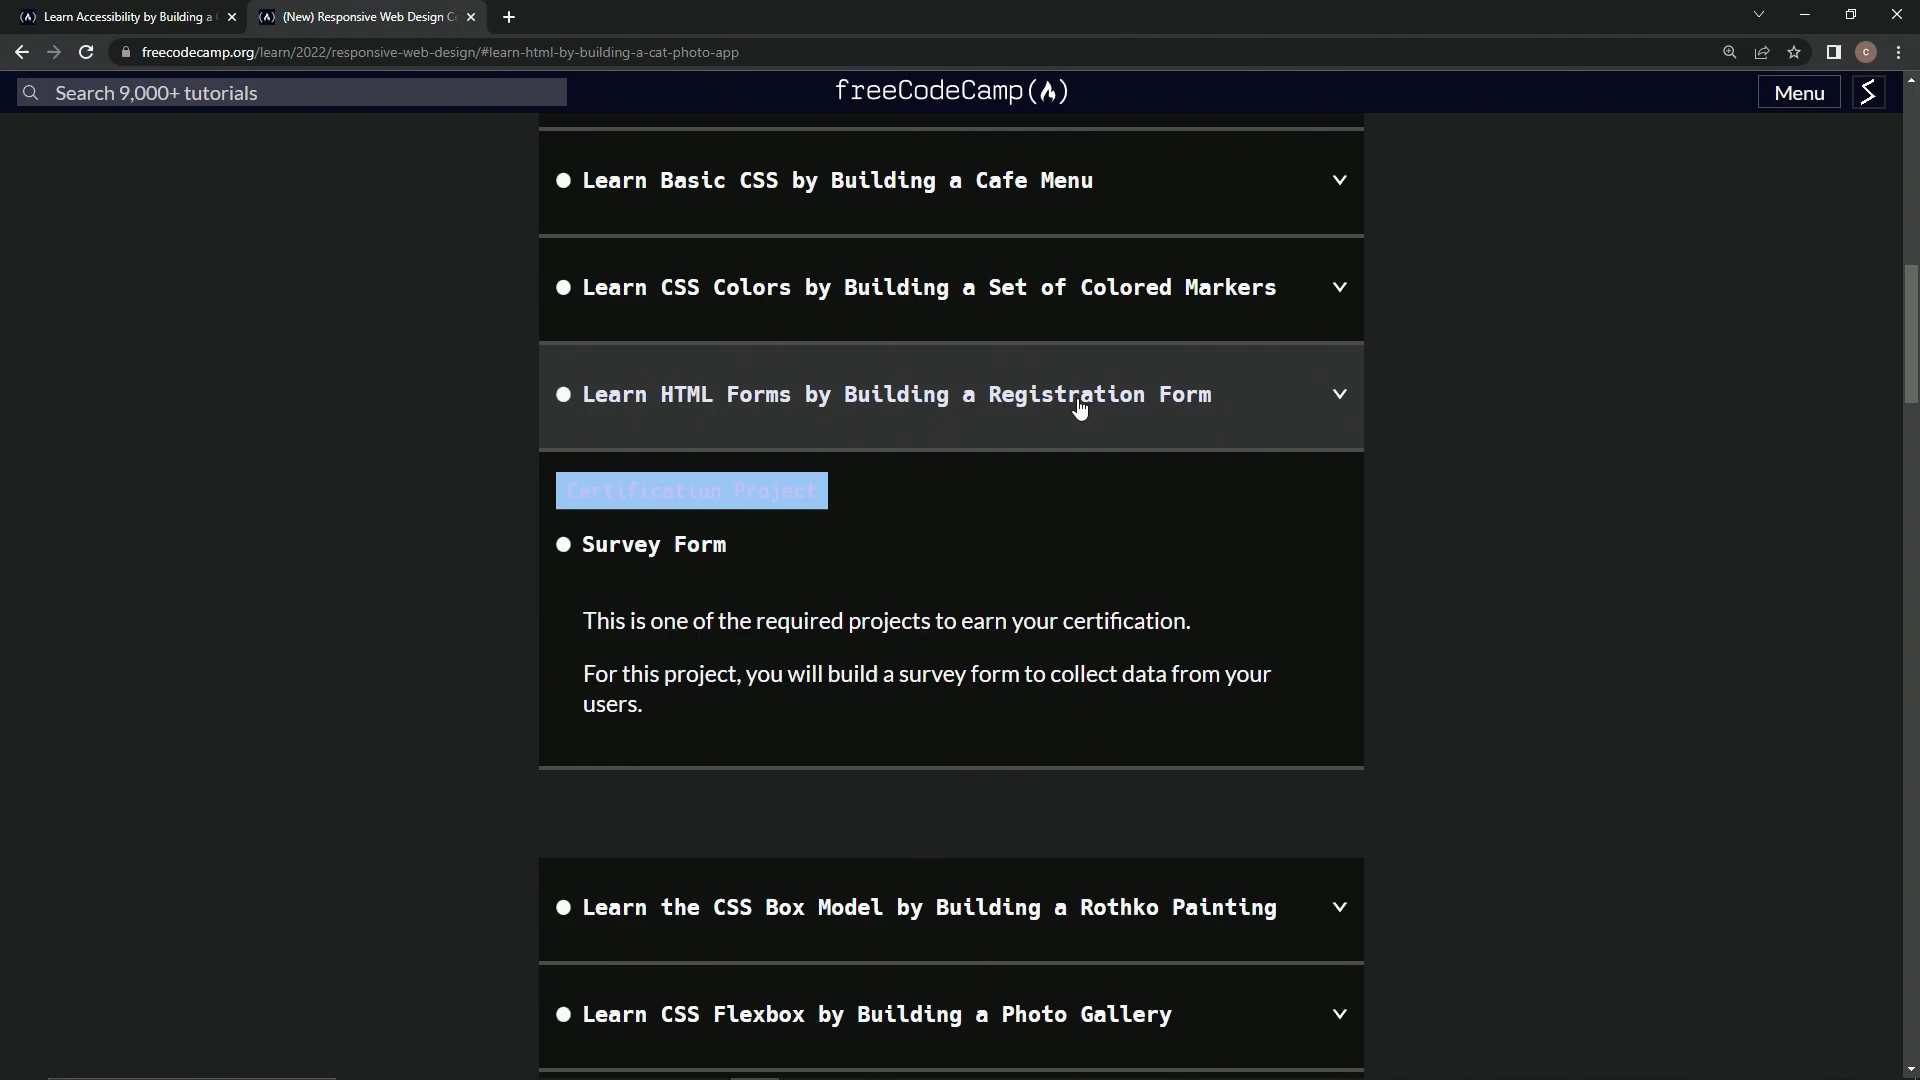 Learn Accessibility by Building a
(New) Responsive Web Design C
freecodecamp.org/learn/2022/responsive-web-design/#learn-html-by-building-a-cat-photo-app
C
Search 9,000+ tutorials
freeCodeCamp
Menu
Learn Basic CSS by Building a Cafe Menu
Learn CSS Colors by Building a Set of Colored Markers
Learn HTML Forms by Building a Registration Form
Certification Project
Survey Form
This is one of the required projects to earn your certification.
For this project, you will build a survey form to collect data from your
users.
Learn the CSS Box Model by Building a Rothko Painting
Learn CSS Flexbox by Building a Photo Gallery